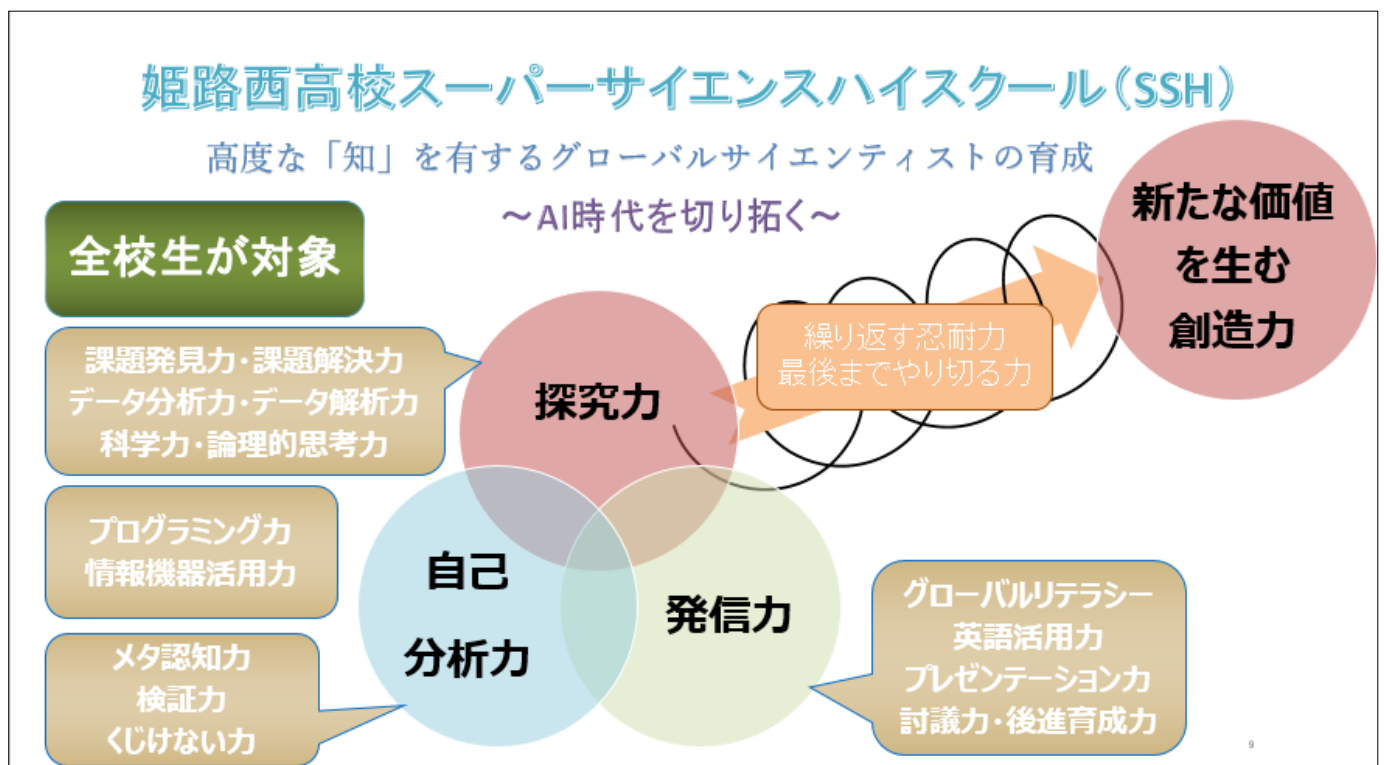 姫路西高校スーパーサイエンスハイスクール(SSH)
高度な「知」を有するグローバルサイエンティストの育成
～AI時代を切り拓く～
全校生が対象
新たな価値
を生む
創造力
課題発見力・課題解決力
データ分析力・データ解析力
科学力・論理的思考力
探究力
繰り返す忍耐力
最後までやり切る力
プログラミング力
情報機器活用力
自己
分析力
発信力
メタ認知力
検証力
くじけない力
グローバルリテラシー
英語活用力
プレゼンテーション力
討議力・後進育成力
9